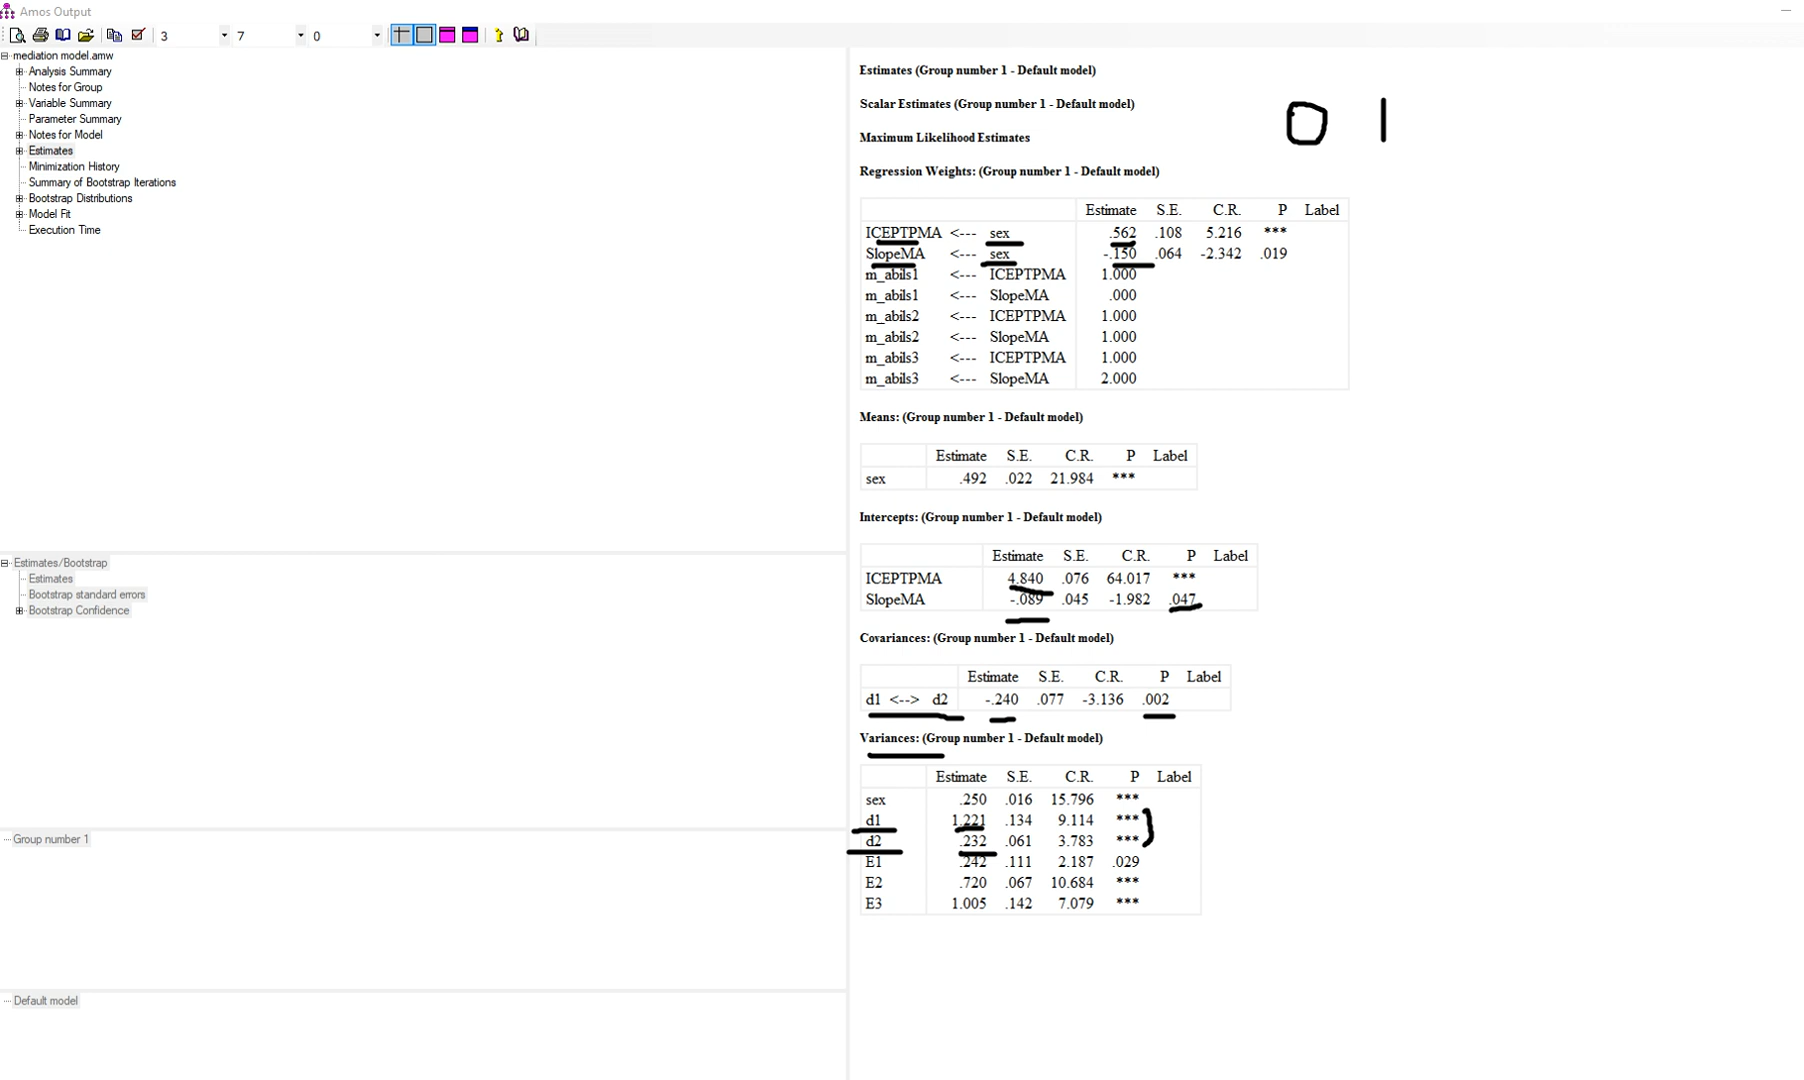 Amos Output
3 7 0
mediation model.amw
Analysis Summary
Notes for Group
Variable Summary
Parameter Summary
Notes for Model
Estimates
Minimization History
Summary of Bootstrap Iterations
Bootstrap Distributions
Model Fit
Execution Time
Estimates/Bootstrap
Estimates
Bootstrap standard errors
Bootstrap Confidence
Group number 1
Default model
Estimates (Group number 1 - Default model)
Scalar Estimates (Group number 1 - Default model)
0 1
Maximum Likelihood Estimates
Regression Weights: (Group number 1 - Default model)
Estimate S.E. C.R. P Label
ICEPTPMA <--- sex .562 .108 5.216 ***
SlopeMA <--- sex -.150 .064 -2.342 .019
m_abils1 <--- ICEPTPMA 1.000
m_abils1 <--- SlopeMA .000
m_abils2 <--- ICEPTPMA 1.000
m_abils2 <--- SlopeMA 1.000
m_abils3 <--- ICEPTPMA 1.000
m_abils3 <--- SlopeMA 2.000
Means: (Group number 1 - Default model)
Estimate S.E. C.R. P Label
sex .492 .022 21.984 ***
Intercepts: (Group number 1 - Default model)
Estimate S.E. C.R. P Label
ICEPTPMA 4.840 .076 64.017 ***
SlopeMA -.089 .045 -1.982 .047
Covariances: (Group number 1 - Default model)
Estimate S.E. C.R. P Label
d1 <--> d2 -.240 .077 -3.136 .002
Variances: (Group number 1 - Default model)
Estimate S.E. C.R. P Label
sex .250 .016 15.796 ***
d1 1.221 .134 9.114 ***
d2 .232 .061 3.783 ***
E1 .242 .111 2.187 .029
E2 .720 .067 10.684 ***
E3 1.005 .142 7.079 ***